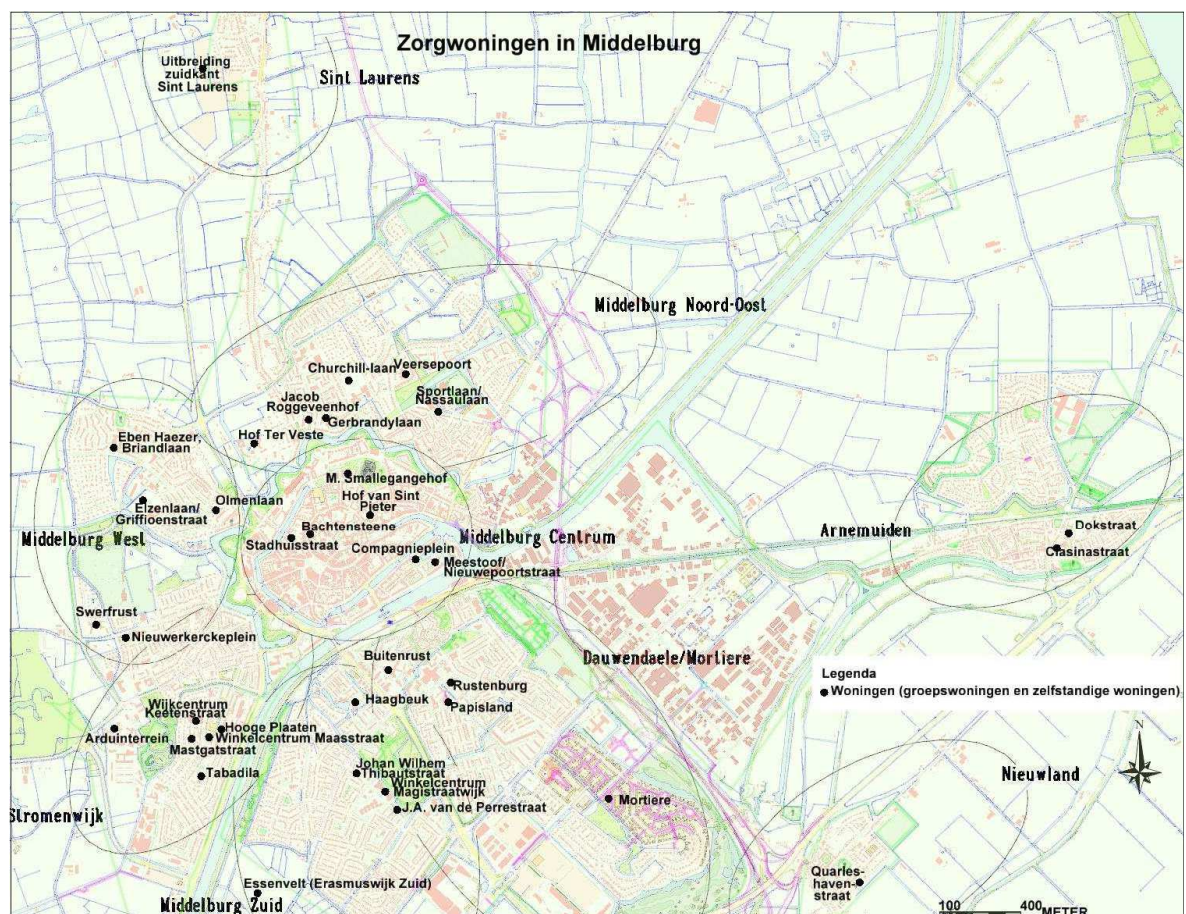 Zorgwoningen in Middelburg
Uitbreiding
zuidkant
Sint Laurens
Sint Laurens
Middelburg Noord-Oost
Churchill-laan
Veersepoort
Sportlaan/
Nassaulaan
Jacob
Roggeveenhof
Gerbrandylaan
Hof Ter Veste
Eben Haezer,
Briandlaan
M. Smallegangehof
Hof van Sint
Pieter
Elzenlaan/
Griffioenstraat
Olmenlaan
Bachtensteene
Stadhuisstraat
Middelburg West
Compagnieplein
Middelburg Centrum
Meestoof/
Nieuwepoortstraat
Arnemuiden
Dokstraat
Clasinastraat
Swerfrust
Nieuwerkerckeplein
Buitenrust
Dauwendaele/Mortiere
Rustenburg
Haagbeuk
Papisland
Legenda
Woningen (groepswoningen en zelfstandige woningen)
Wijkcentrum
Keetenstraat
Hooge Plaaten
Arduinterrein
Winkelcentrum Maasstraat
Mastgatstraat
Tabadila
Johan Wilhem
Thibautstraat
Winkelcentrum
Magistraatwijk
J.A. van de Perrestraat
Mortiere
N
Nieuwland
Stromenwijk
Quarles-
haven-
straat
Essenvelt (Erasmuswijk Zuid)
Middelburg Zuid
100 400
METER